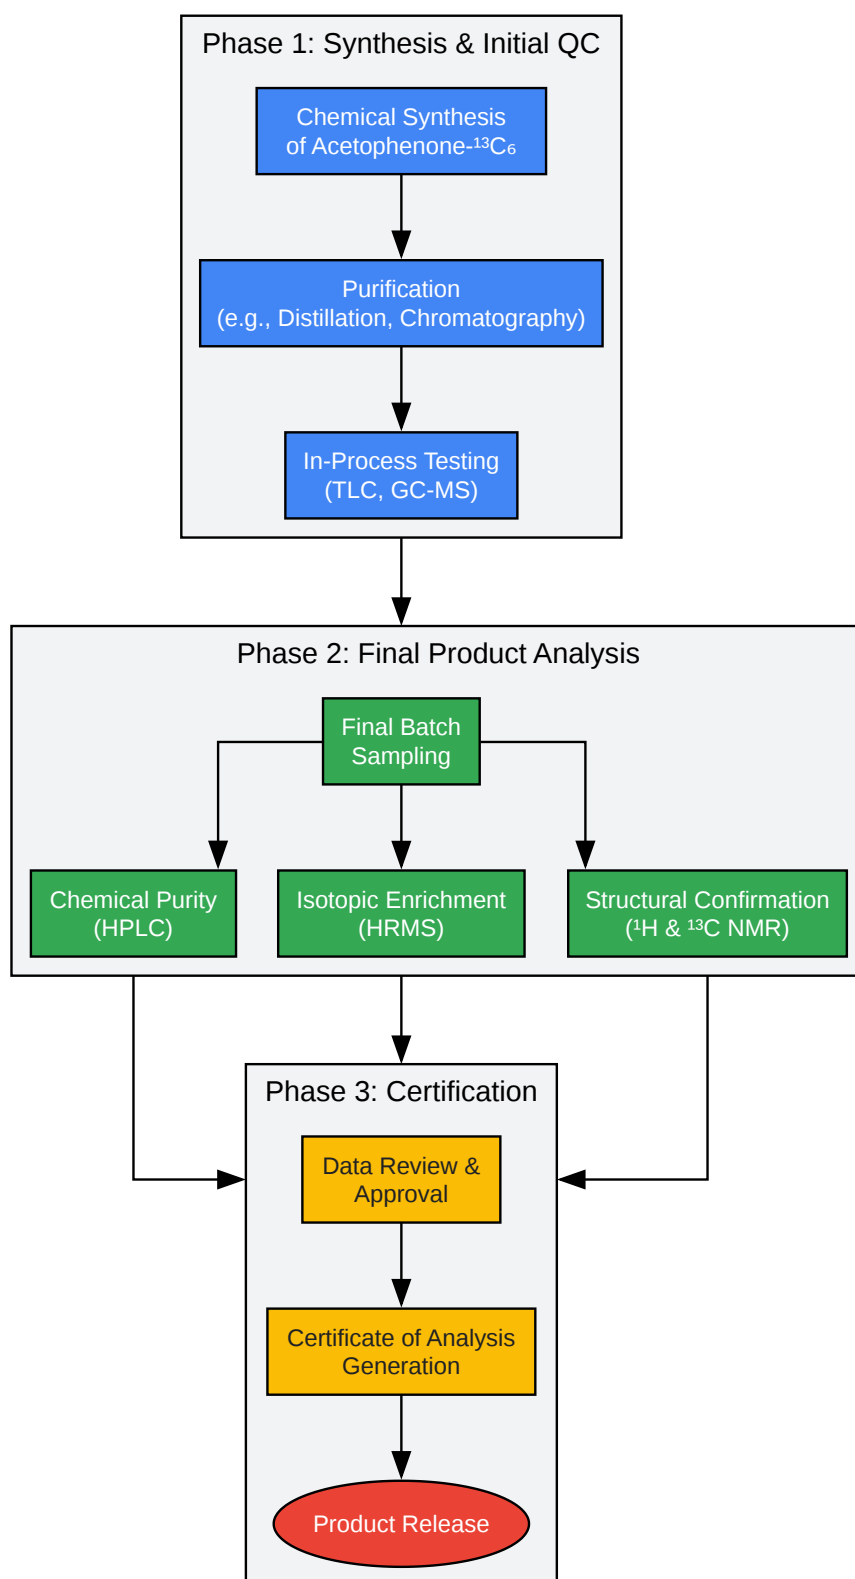 Phase 1: Synthesis & Initial QC
Chemical Synthesis
of Acetophenone-¹³C₆
Purification
(e.g., Distillation, Chromatography)
In-Process Testing
(TLC, GC-MS)
Phase 2: Final Product Analysis
Final Batch
Sampling
Chemical Purity
(HPLC)
Isotopic Enrichment
(HRMS)
Structural Confirmation
(¹H & ¹³C NMR)
Phase 3: Certification
Data Review &
Approval
Certificate of Analysis
Generation
Product Release